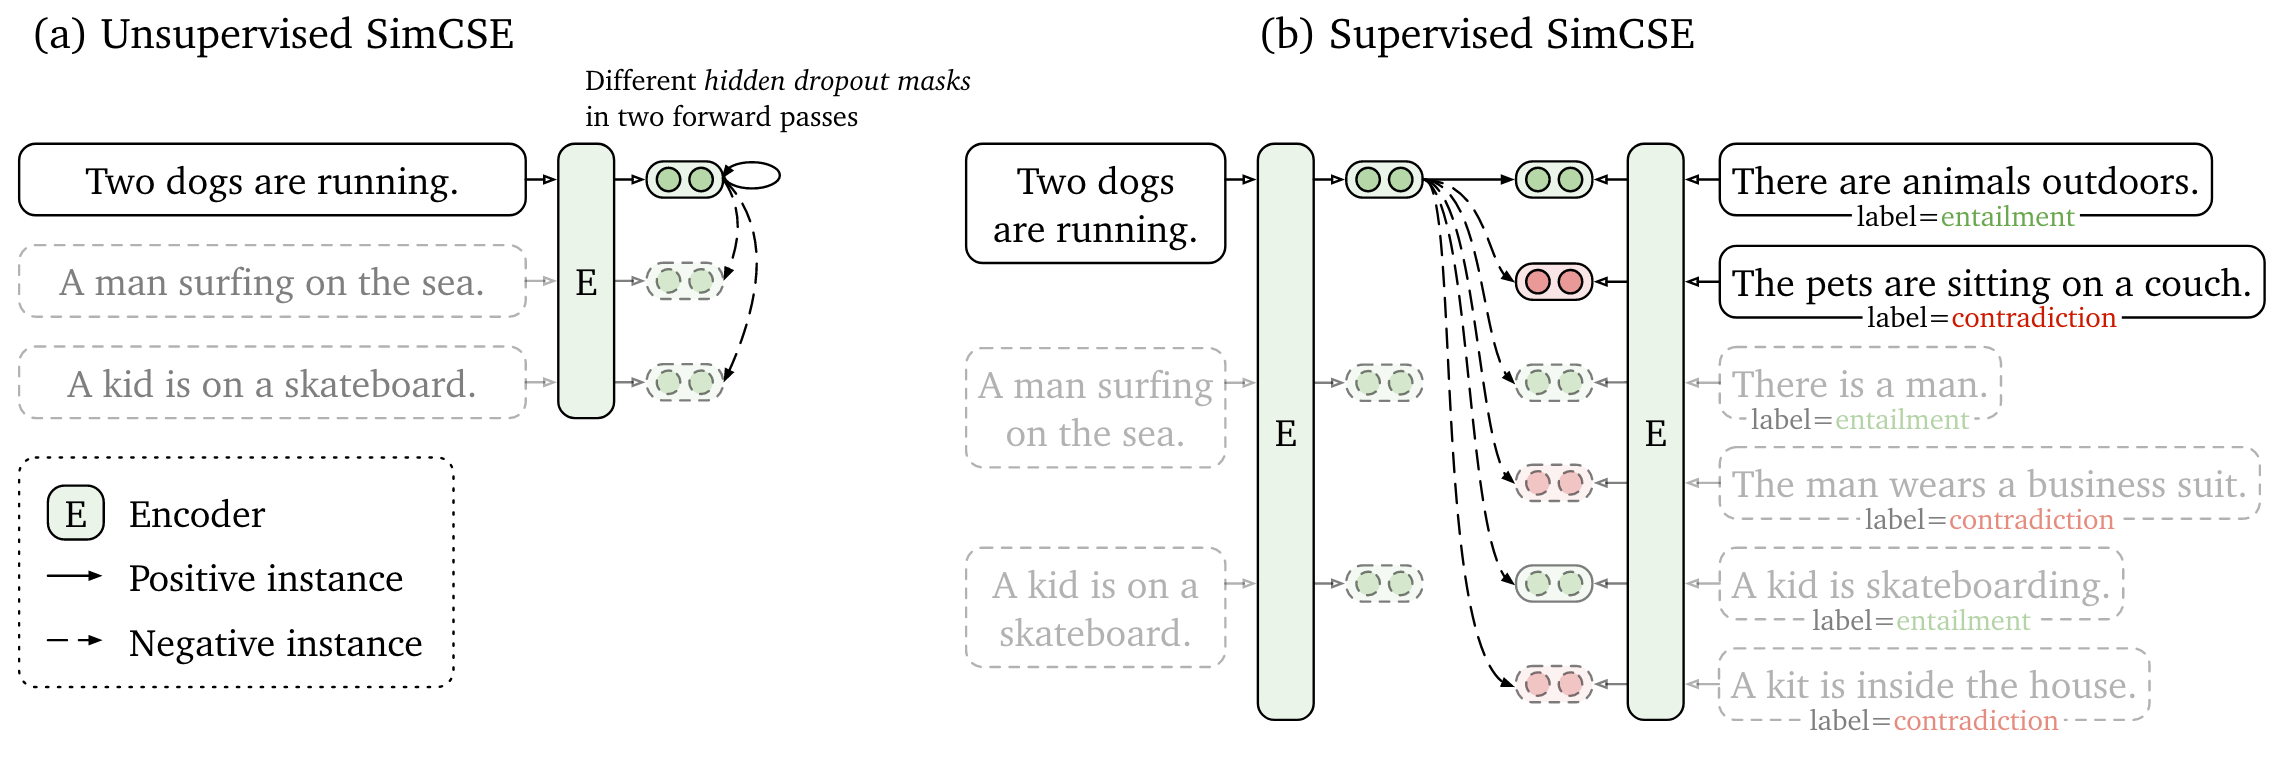 (a) Unsupervised SimCSE
Different hidden dropout masks
in two forward passes
Two dogs are running.
A man surfing on the sea.
A kid is on a skateboard.
E
E Encoder
Positive instance
Negative instance
(b) Supervised SimCSE
Two dogs
are running.
A man surfing
on the sea.
A kid is on a
skateboard.
E
E
There are animals outdoors.
label=entailment
The pets are sitting on a couch.
label=contradiction
There is a man.
label=entailment
The man wears a business suit.
label=contradiction
A kid is skateboarding.
label=entailment
A kit is inside the house.
label=contradiction